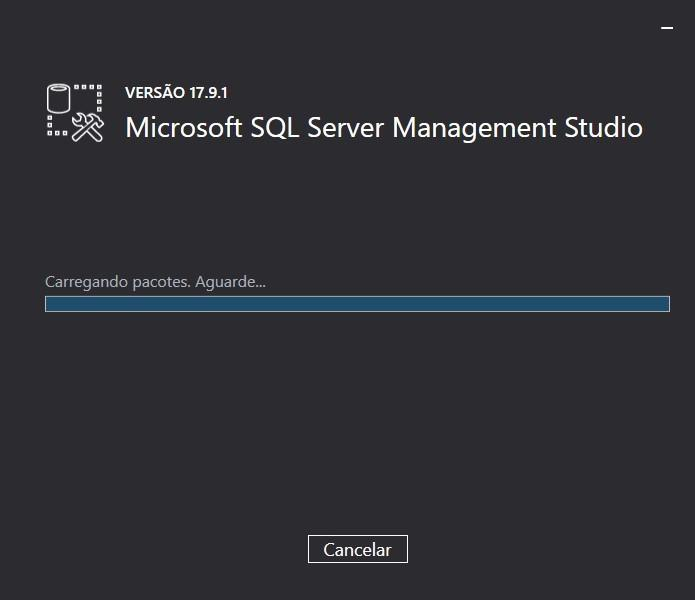 VERSÃO 17.9.1
Microsoft SQL Server Management Studio
Carregando pacotes. Aguarde...
Cancelar